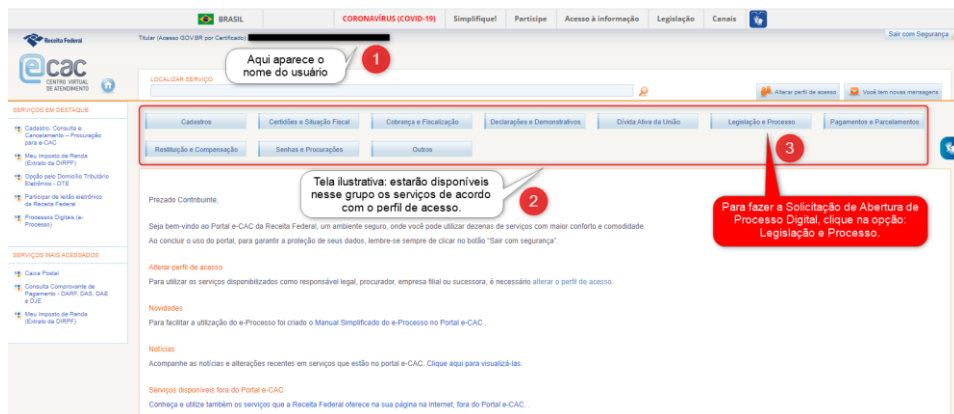 BRASIL
CORONAVÍRUS (COVID-19)
Simplifique!
Participe
Acesso à informação
Legislação
Canais
Receita Federal
Titular (Acesso GOV.BR por Certificado):
Sair com Segurança
Aqui aparece o
nome do usuário
1
ecac
CENTRO VIRTUAL
DE ATENDIMENTO
LOCALIZAR SERVIÇO
Alterar perfil de acesso
Você tem novas mensagens
SERVIÇOS EM DESTAQUE
Cadastro, Consulta e
Cancelamento – Procuração
para e-CAC
Meu Imposto de Renda
(Extrato da DIRPF)
Opção pelo Domicílio Tributário
Eletrônico - DTE
Participar de leilão eletrônico
da Receita Federal
Processos Digitais (e-
Processo)
SERVIÇOS MAIS ACESSADOS
Caixa Postal
Consulta Comprovante de
Pagamento - DARF, DAS, DAE
e DJE
Meu Imposto de Renda
(Extrato da DIRPF)
Cadastros
Certidões e Situação Fiscal
Cobrança e Fiscalização
Declarações e Demonstrativos
Dívida Ativa da União
Legislação e Processo
Pagamentos e Parcelamentos
Restituição e Compensação
Senhas e Procurações
Outros
3
Tela ilustrativa: estarão disponíveis
nesse grupo os serviços de acordo
com o perfil de acesso.
2
Para fazer a Solicitação de Abertura de
Processo Digital, clique na opção:
Legislação e Processo.
Prezado Contribuinte,
Seja bem-vindo ao Portal e-CAC da Receita Federal, um ambiente seguro, onde você pode utilizar dezenas de serviços com maior conforto e comodidade.
Ao concluir o uso do portal, para garantir a proteção de seus dados, lembre-se sempre de clicar no botão "Sair com segurança".
Alterar perfil de acesso
Para utilizar os serviços disponibilizados como responsável legal, procurador, empresa filial ou sucessora, é necessário alterar o perfil de acesso.
Novidades
Para facilitar a utilização do e-Processo foi criado o Manual Simplificado do e-Processo no Portal e-CAC .
Notícias
Acompanhe as notícias e alterações recentes em serviços que estão no portal e-CAC. Clique aqui para visualizá-las.
Serviços disponíveis fora do Portal e-CAC
Conheça e utilize também os serviços que a Receita Federal oferece na sua página na internet, fora do Portal e-CAC. .